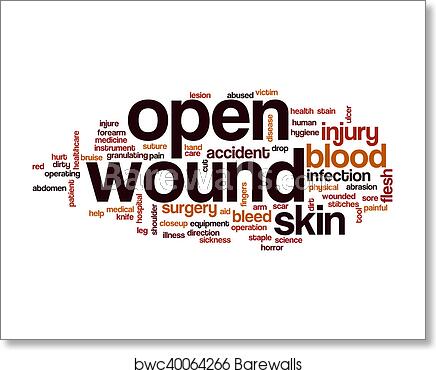 lesion abused victim
open
injure
forearm
medicine
instrument
granulating pain
suture
hand
care
cut
accident
disease
drop
health stain
ulcer
human
hygiene
injury
healthcare
hurt
bruise
red
dirty
operating
abdomen
patient
wound
blood
infection
physical abrasion
flesh
fingers
help
medical
knife
hospital
leg
shoulder
surgery aid
closeup equipment
illness direction
sickness
bleed
operation
staple science
horror
arm scar
skin
dirt
wounded
stitches
sore
tool painful
Barewalls
bwc40064266 Barewalls